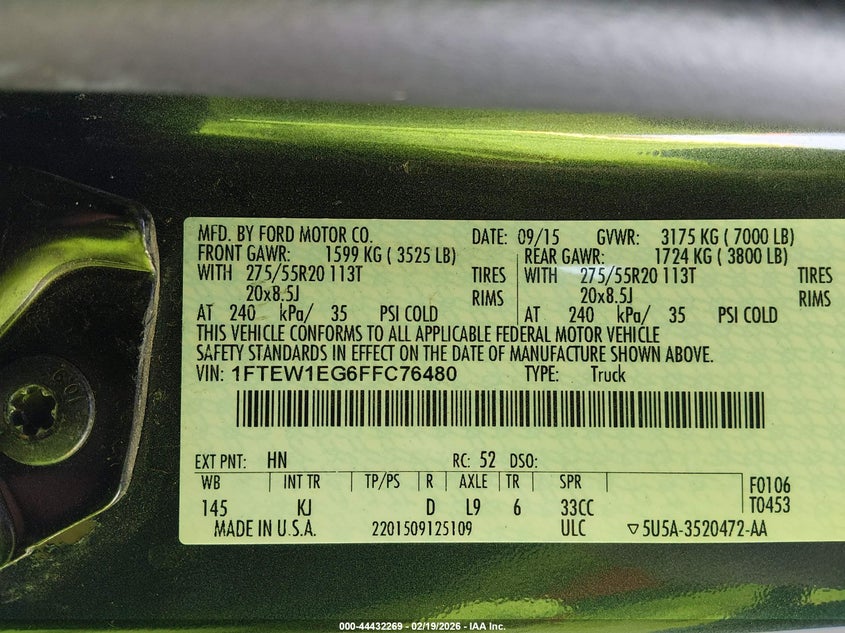 MFD. BY FORD MOTOR CO. DATE: 09/15 GVWR: 3175 KG ( 7000 LB)
FRONT GAWR: 1599 KG ( 3525 LB) REAR GAWR: 1724 KG ( 3800 LB)
WITH 275/55R20 113T TIRES WITH 275/55R20 113T TIRES
20x8.5J RIMS 20x8.5J RIMS
AT 240 kPa/ 35 PSI COLD AT 240 kPa/ 35 PSI COLD
THIS VEHICLE CONFORMS TO ALL APPLICABLE FEDERAL MOTOR VEHICLE
SAFETY STANDARDS IN EFFECT ON THE DATE OF MANUFACTURE SHOWN ABOVE.
VIN: 1FTEW1EG6FFC76480 TYPE: Truck
EXT PNT: HN RC: 52 DSO:
WB INT TR TP/PS R AXLE TR SPR F0106
145 KJ D L9 6 33CC T0453
MADE IN U.S.A. 2201509125109 ULC ▽5U5A-3520472-AA
000-44432269 - 02/19/2026 - IAA Inc.